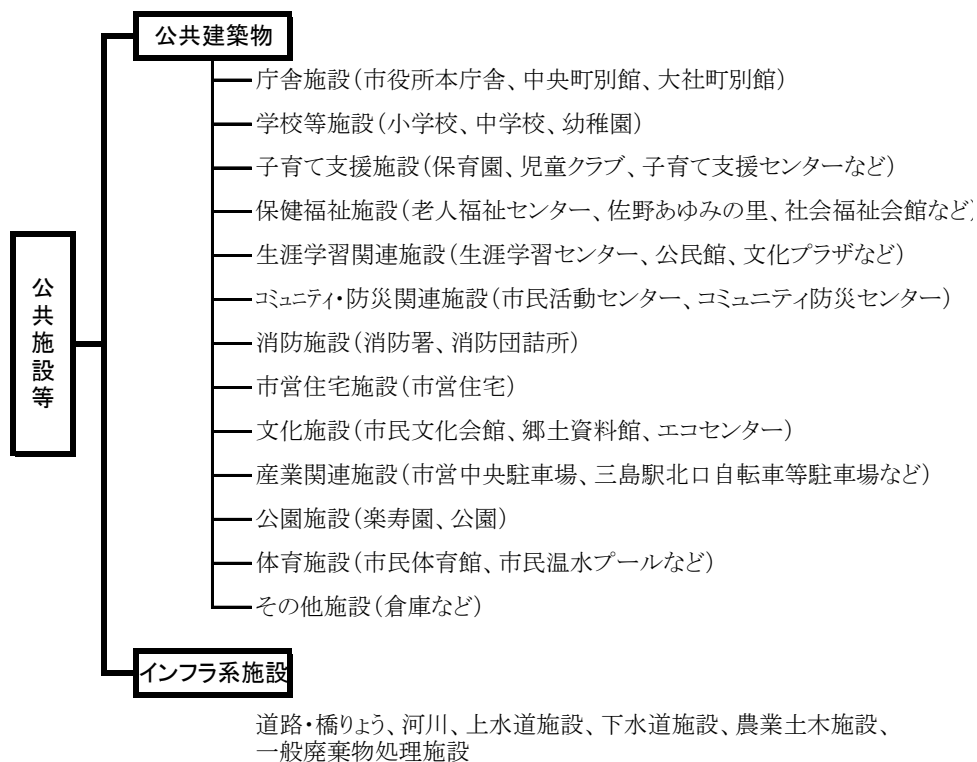 公共建築物
庁舎施設(市役所本庁舎、中央町別館、大社町別館)
学校等施設(小学校、中学校、幼稚園)
子育て支援施設(保育園、児童クラブ、子育て支援センターなど)
保健福祉施設(老人福祉センター、佐野あゆみの里、社会福祉会館など)
生涯学習関連施設(生涯学習センター、公民館、文化プラザなど)
コミュニティ・防災関連施設(市民活動センター、コミュニティ防災センター)
消防施設(消防署、消防団詰所)
市営住宅施設(市営住宅)
文化施設(市民文化会館、郷土資料館、エコセンター)
産業関連施設(市営中央駐車場、三島駅北口自転車等駐車場など)
公園施設(楽寿園、公園)
体育施設(市民体育館、市民温水プールなど)
その他施設(倉庫など)
公共施設等
インフラ系施設
道路・橋りょう、河川、上水道施設、下水道施設、農業土木施設、
一般廃棄物処理施設